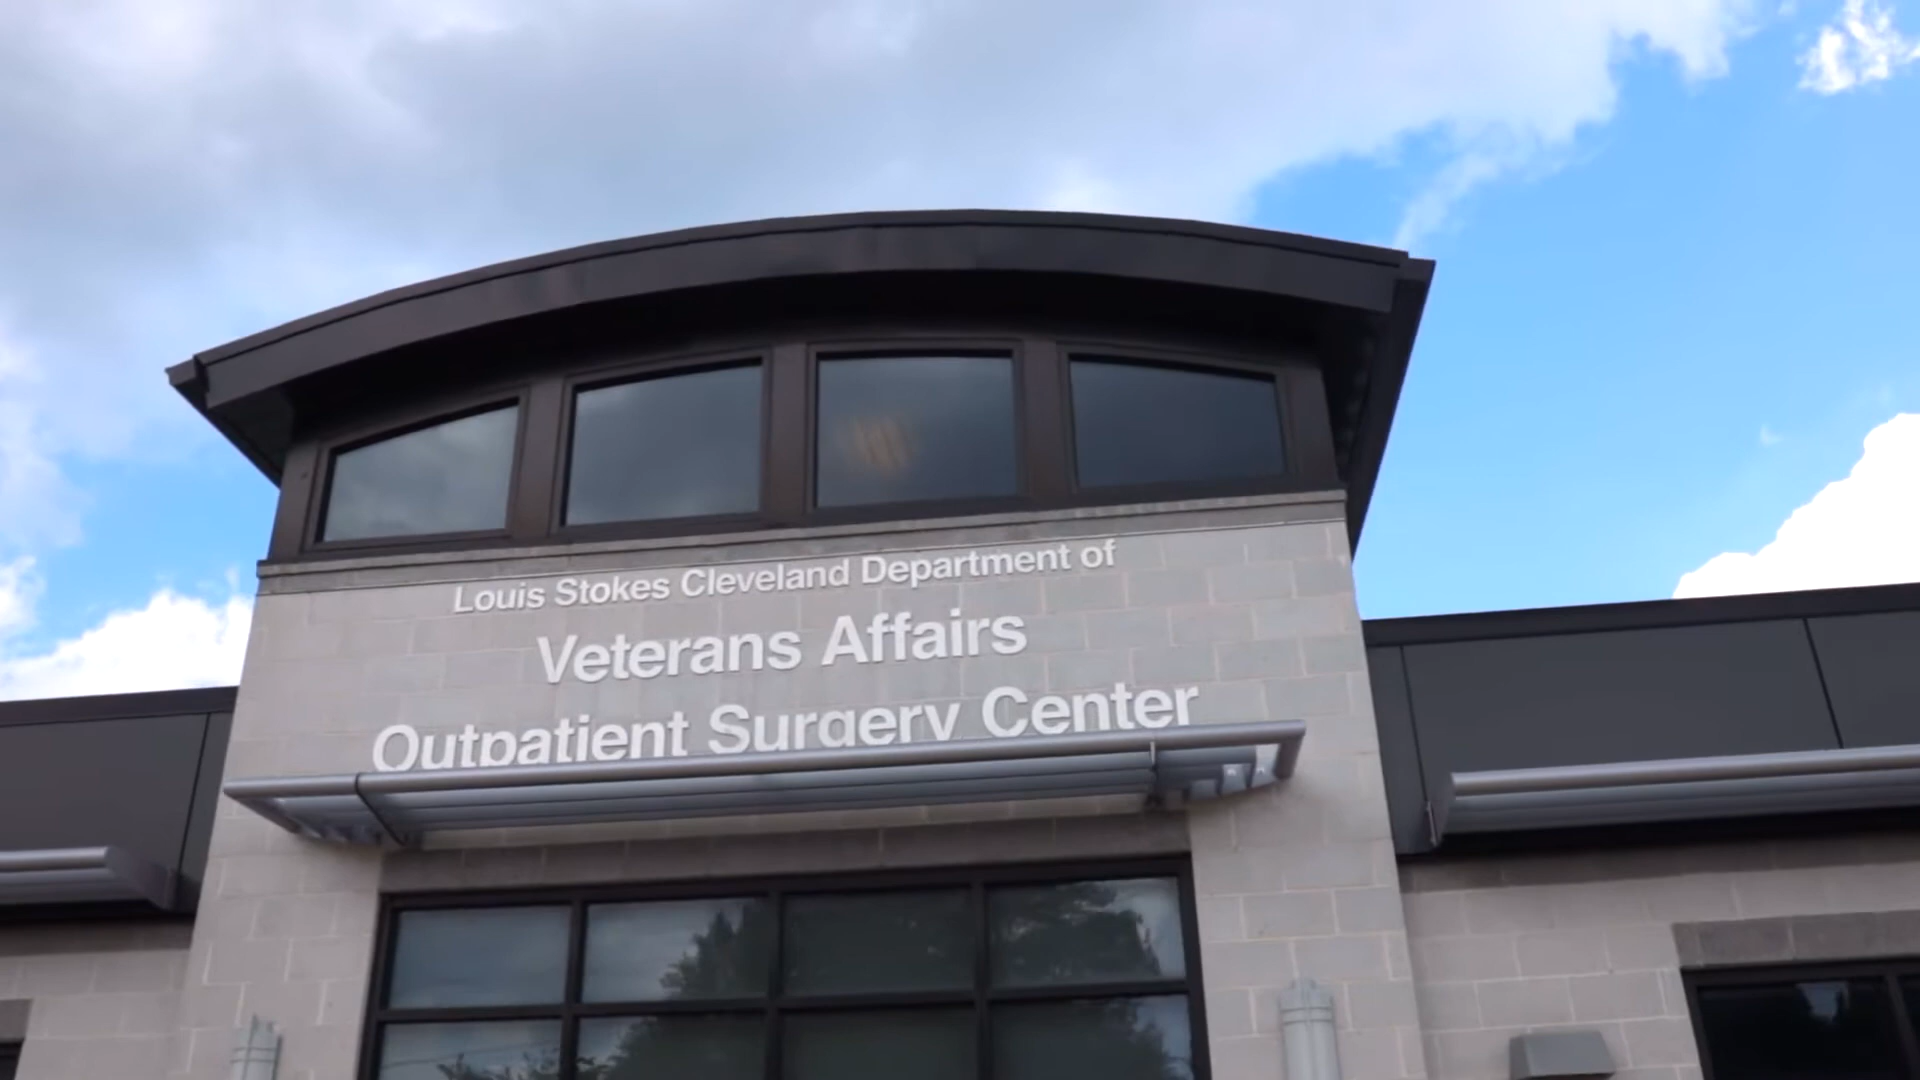 Louis Stokes Cleveland Department of
Veterans Affairs
Outpatient Surgery Center